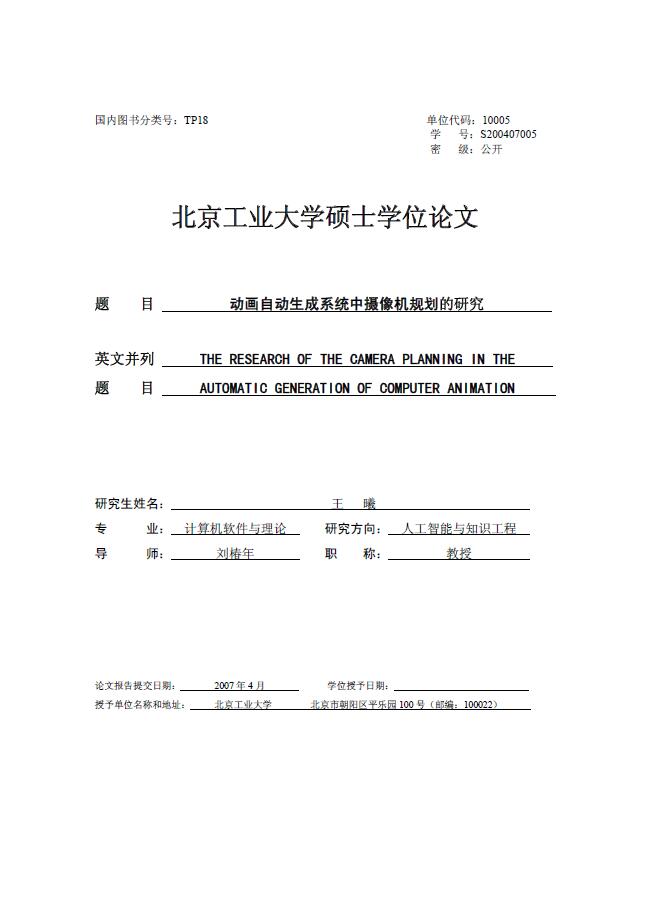 国内图书分类号：TP18 单位代码：10005
学 号：S200407005
密 级：公开
北京工业大学硕士学位论文
题 目 动画自动生成系统中摄像机规划的研究
英文并列 THE RESEARCH OF THE CAMERA PLANNING IN THE
题 目 AUTOMATIC GENERATION OF COMPUTER ANIMATION
研究生姓名： 王 曦
专 业： 计算机软件与理论 研究方向： 人工智能与知识工程
导 师： 刘椿年 职 称： 教授
论文报告提交日期： 2007 年 4 月 学位授予日期：
授予单位名称和地址： 北京工业大学 北京市朝阳区平乐园 100 号（邮编：100022）